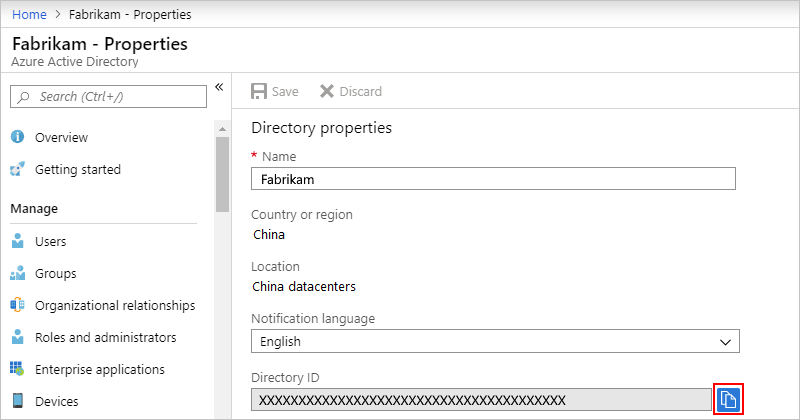 Home > Fabrikam - Properties
Fabrikam - Properties
Azure Active Directory
Search (Ctrl+/)
«
Overview
Getting started
Manage
Users
Groups
Organizational relationships
Roles and administrators
Enterprise applications
Devices
Save Discard
Directory properties
* Name
Fabrikam
Country or region
China
Location
China datacenters
Notification language
English
Directory ID
XXXXXXXXXXXXXXXXXXXXXXXXXXXXXXXXXXXXXXX